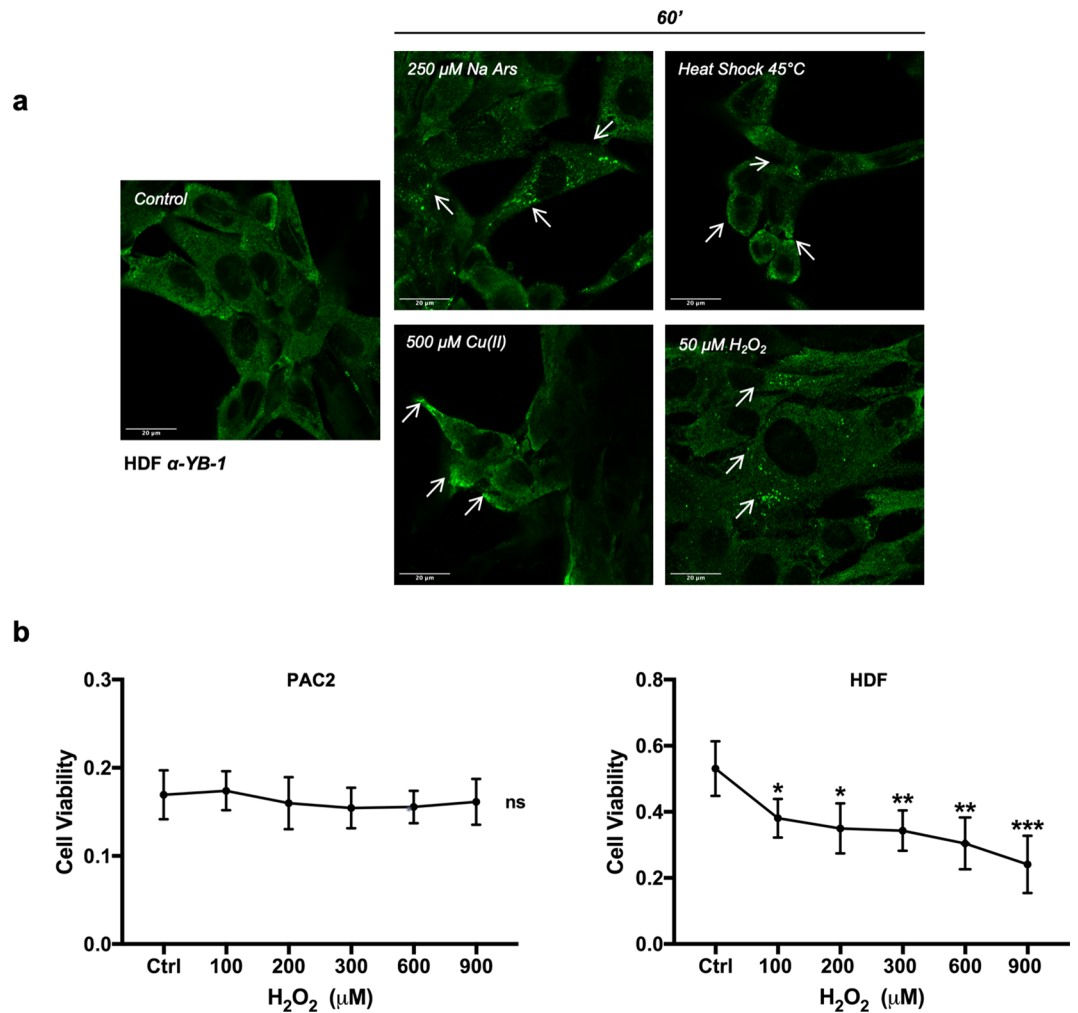 60’
a
Control
20 µm
HDF α-YB-1
250 µM Na Ars
20 µm
Heat Shock 45°C
20 µm
500 µM Cu(II)
20 µm
50 µM H₂O₂
20 µm
b
PAC2
Cell Viability
0.3
0.2
0.1
0.0
ns
Ctrl 100 200 300 600 900
H₂O₂ (µM)
HDF
Cell Viability
0.8
0.6
0.4
0.2
0.0
* * ** ** ***
Ctrl 100 200 300 600 900
H₂O₂ (µM)